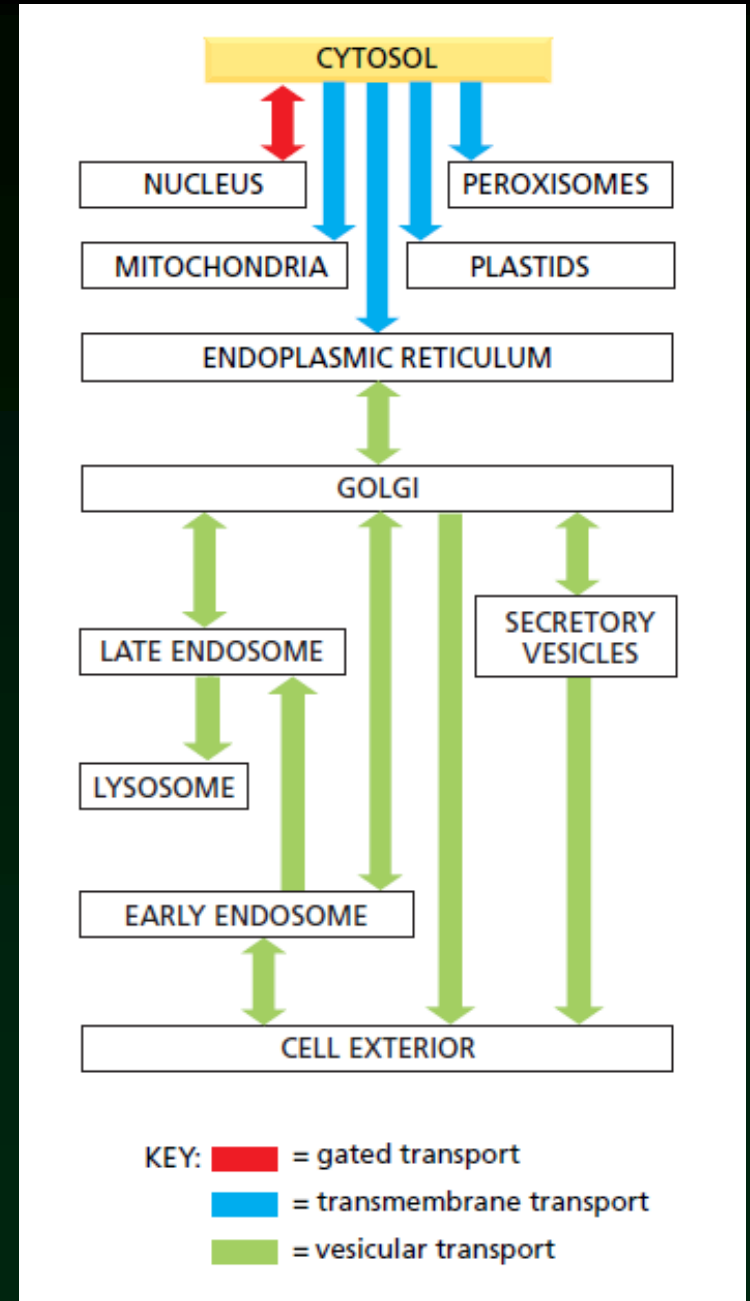 CYTOSOL
NUCLEUS
PEROXISOMES
MITOCHONDRIA
PLASTIDS
ENDOPLASMIC RETICULUM
GOLGI
LATE ENDOSOME
SECRETORY
VESICLES
LYSOSOME
EARLY ENDOSOME
CELL EXTERIOR
KEY: = gated transport
= transmembrane transport
= vesicular transport